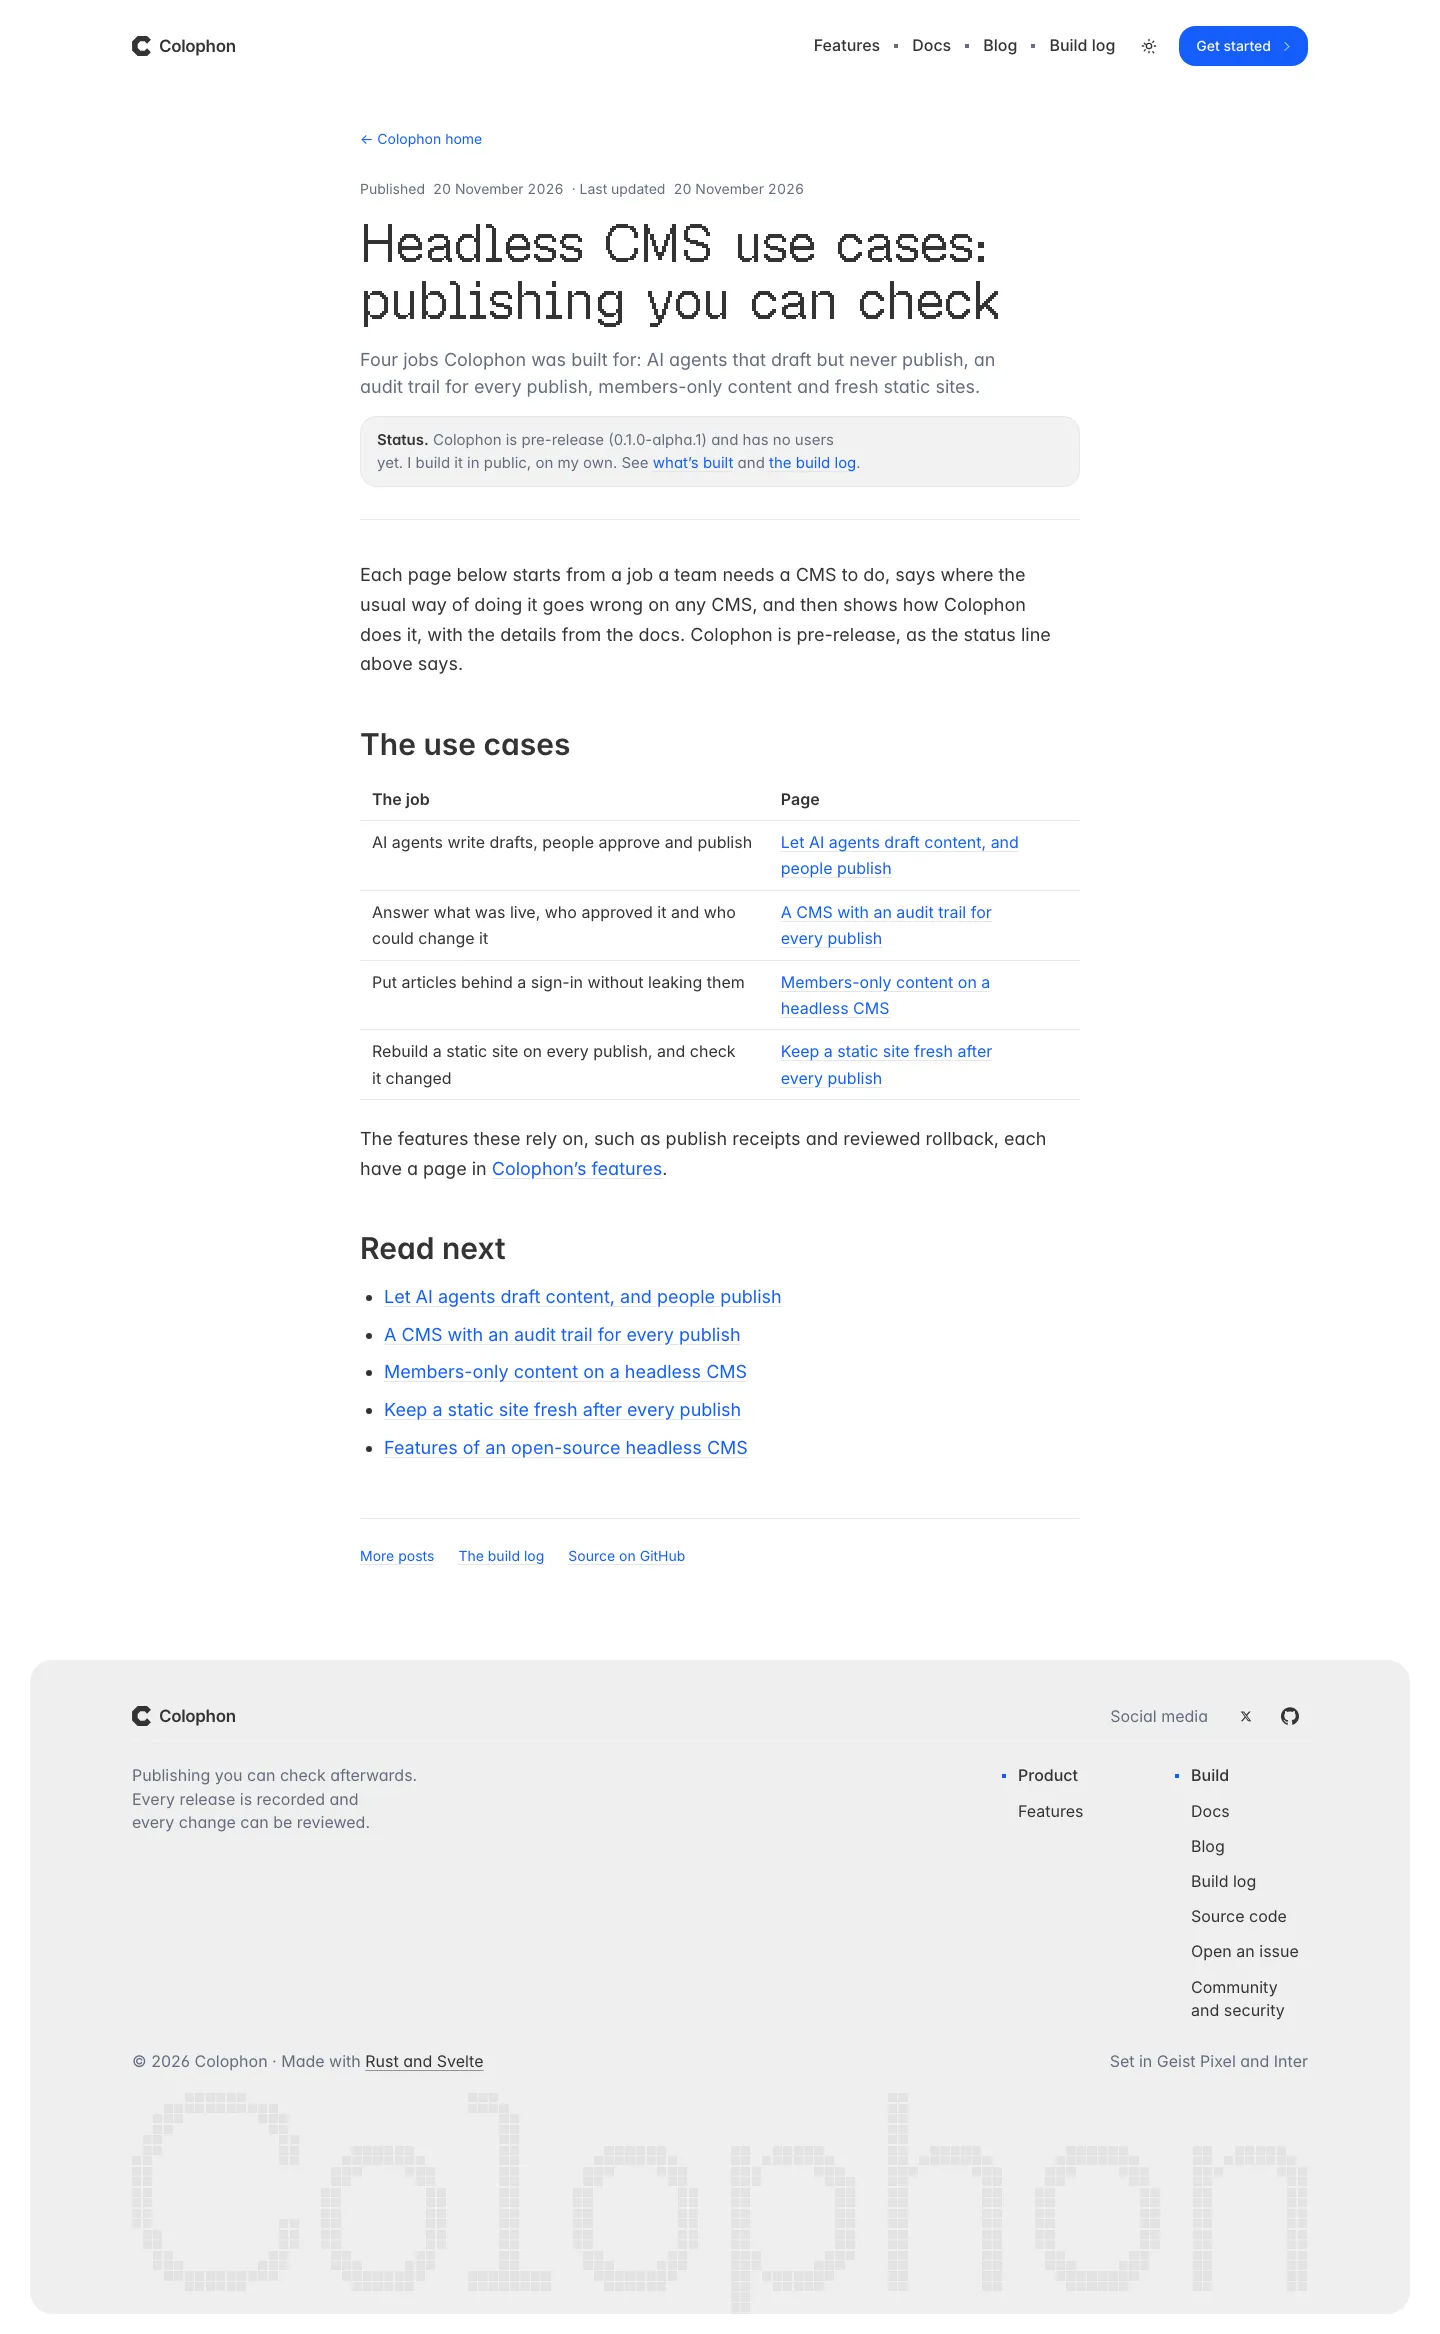 Colophon
Features
Docs
Blog
Build log
Get started
← Colophon home
Published 20 November 2026 · Last updated 20 November 2026
Headless CMS use cases:
publishing you can check
Four jobs Colophon was built for: AI agents that draft but never publish, an
audit trail for every publish, members-only content and fresh static sites.
Status. Colophon is pre-release (0.1.0-alpha.1) and has no users
yet. I build it in public, on my own. See what’s built and the build log.
Each page below starts from a job a team needs a CMS to do, says where the
usual way of doing it goes wrong on any CMS, and then shows how Colophon
does it, with the details from the docs. Colophon is pre-release, as the status line
above says.
The use cases
The job
Page
AI agents write drafts, people approve and publish
Let AI agents draft content, and
people publish
Answer what was live, who approved it and who
could change it
A CMS with an audit trail for
every publish
Put articles behind a sign-in without leaking them
Members-only content on a
headless CMS
Rebuild a static site on every publish, and check
it changed
Keep a static site fresh after
every publish
The features these rely on, such as publish receipts and reviewed rollback, each
have a page in Colophon’s features.
Read next
• Let AI agents draft content, and people publish
• A CMS with an audit trail for every publish
• Members-only content on a headless CMS
• Keep a static site fresh after every publish
• Features of an open-source headless CMS
More posts
The build log
Source on GitHub
Colophon
Social media
Publishing you can check afterwards.
Every release is recorded and
every change can be reviewed.
Product
Features
Build
Docs
Blog
Build log
Source code
Open an issue
Community
and security
© 2026 Colophon · Made with Rust and Svelte
Set in Geist Pixel and Inter
Colophon